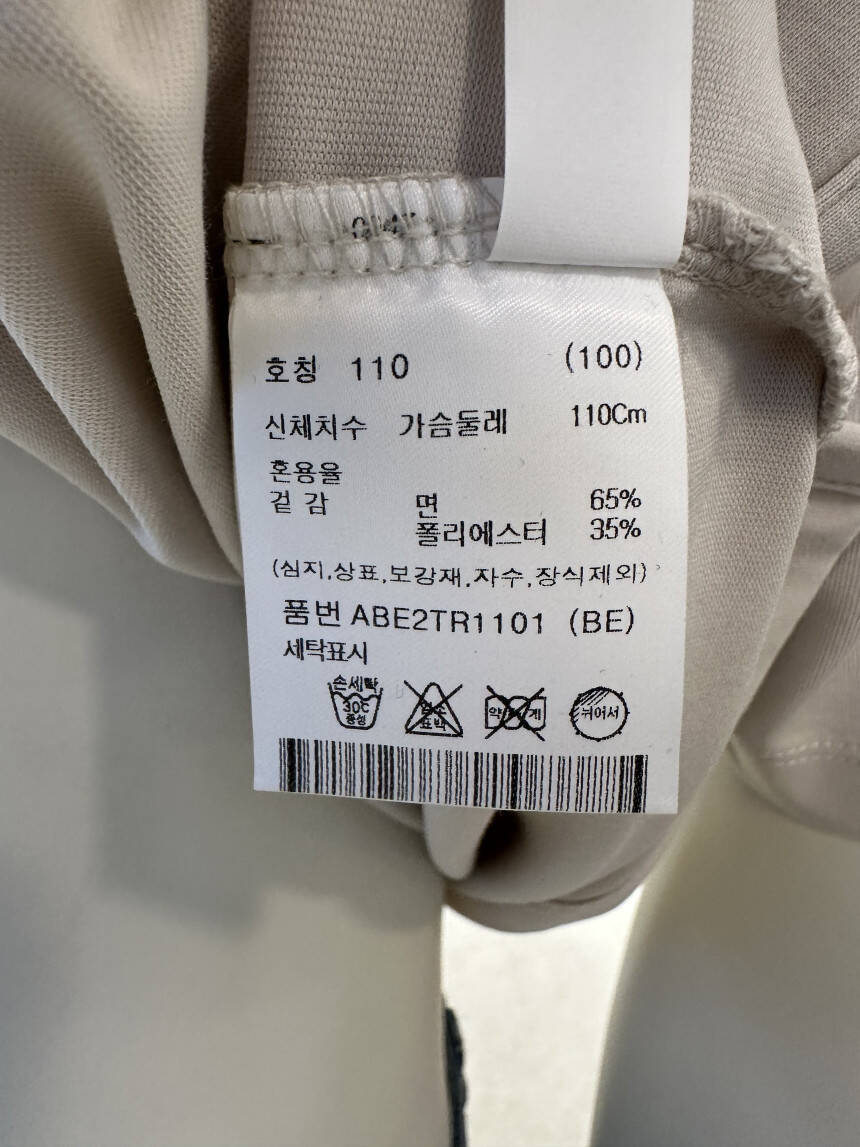 호칭 110 (100)
신체치수 가슴둘레 110Cm
혼용율
겉감 면 65%
폴리에스터 35%
(심지,상표,보강재,자수,장식제외)
품번 ABE2TR1101 (BE)
세탁표시
손세탁
30℃
중성
표백
뉘어서